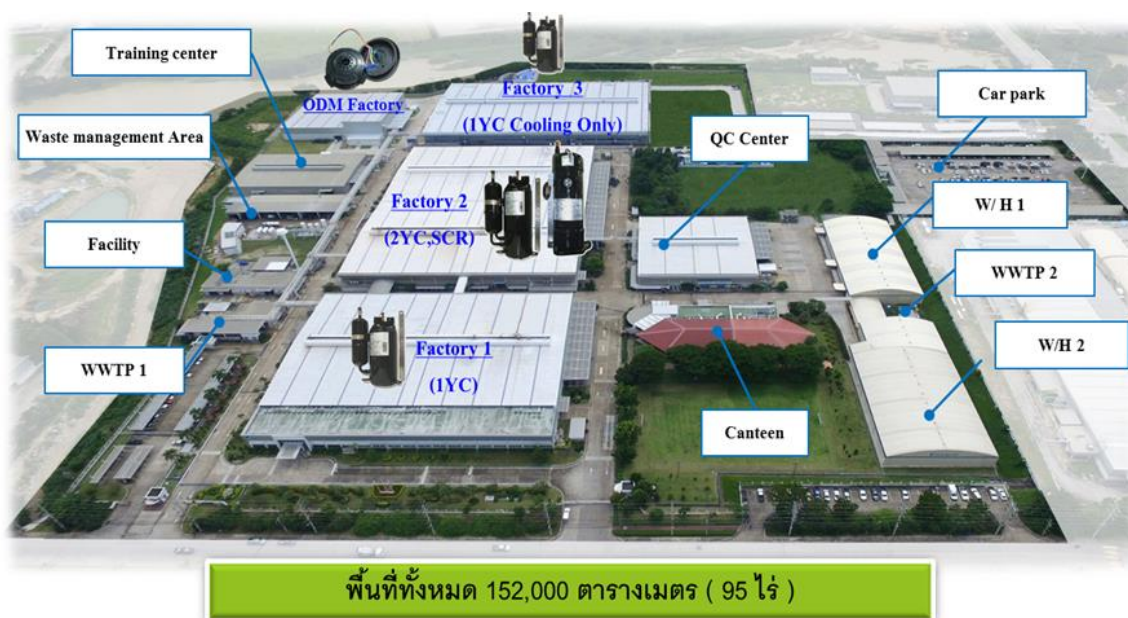 Training center
ODM Factory
Factory 3
(1YC Cooling Only)
Car park
Waste management Area
QC Center
Factory 2
(2YC,SCR)
W/ H 1
Facility
WWTP 2
Factory 1
(1YC)
WWTP 1
W/H 2
Canteen
พื้นที่ทั้งหมด 152,000 ตารางเมตร ( 95 ไร่ )